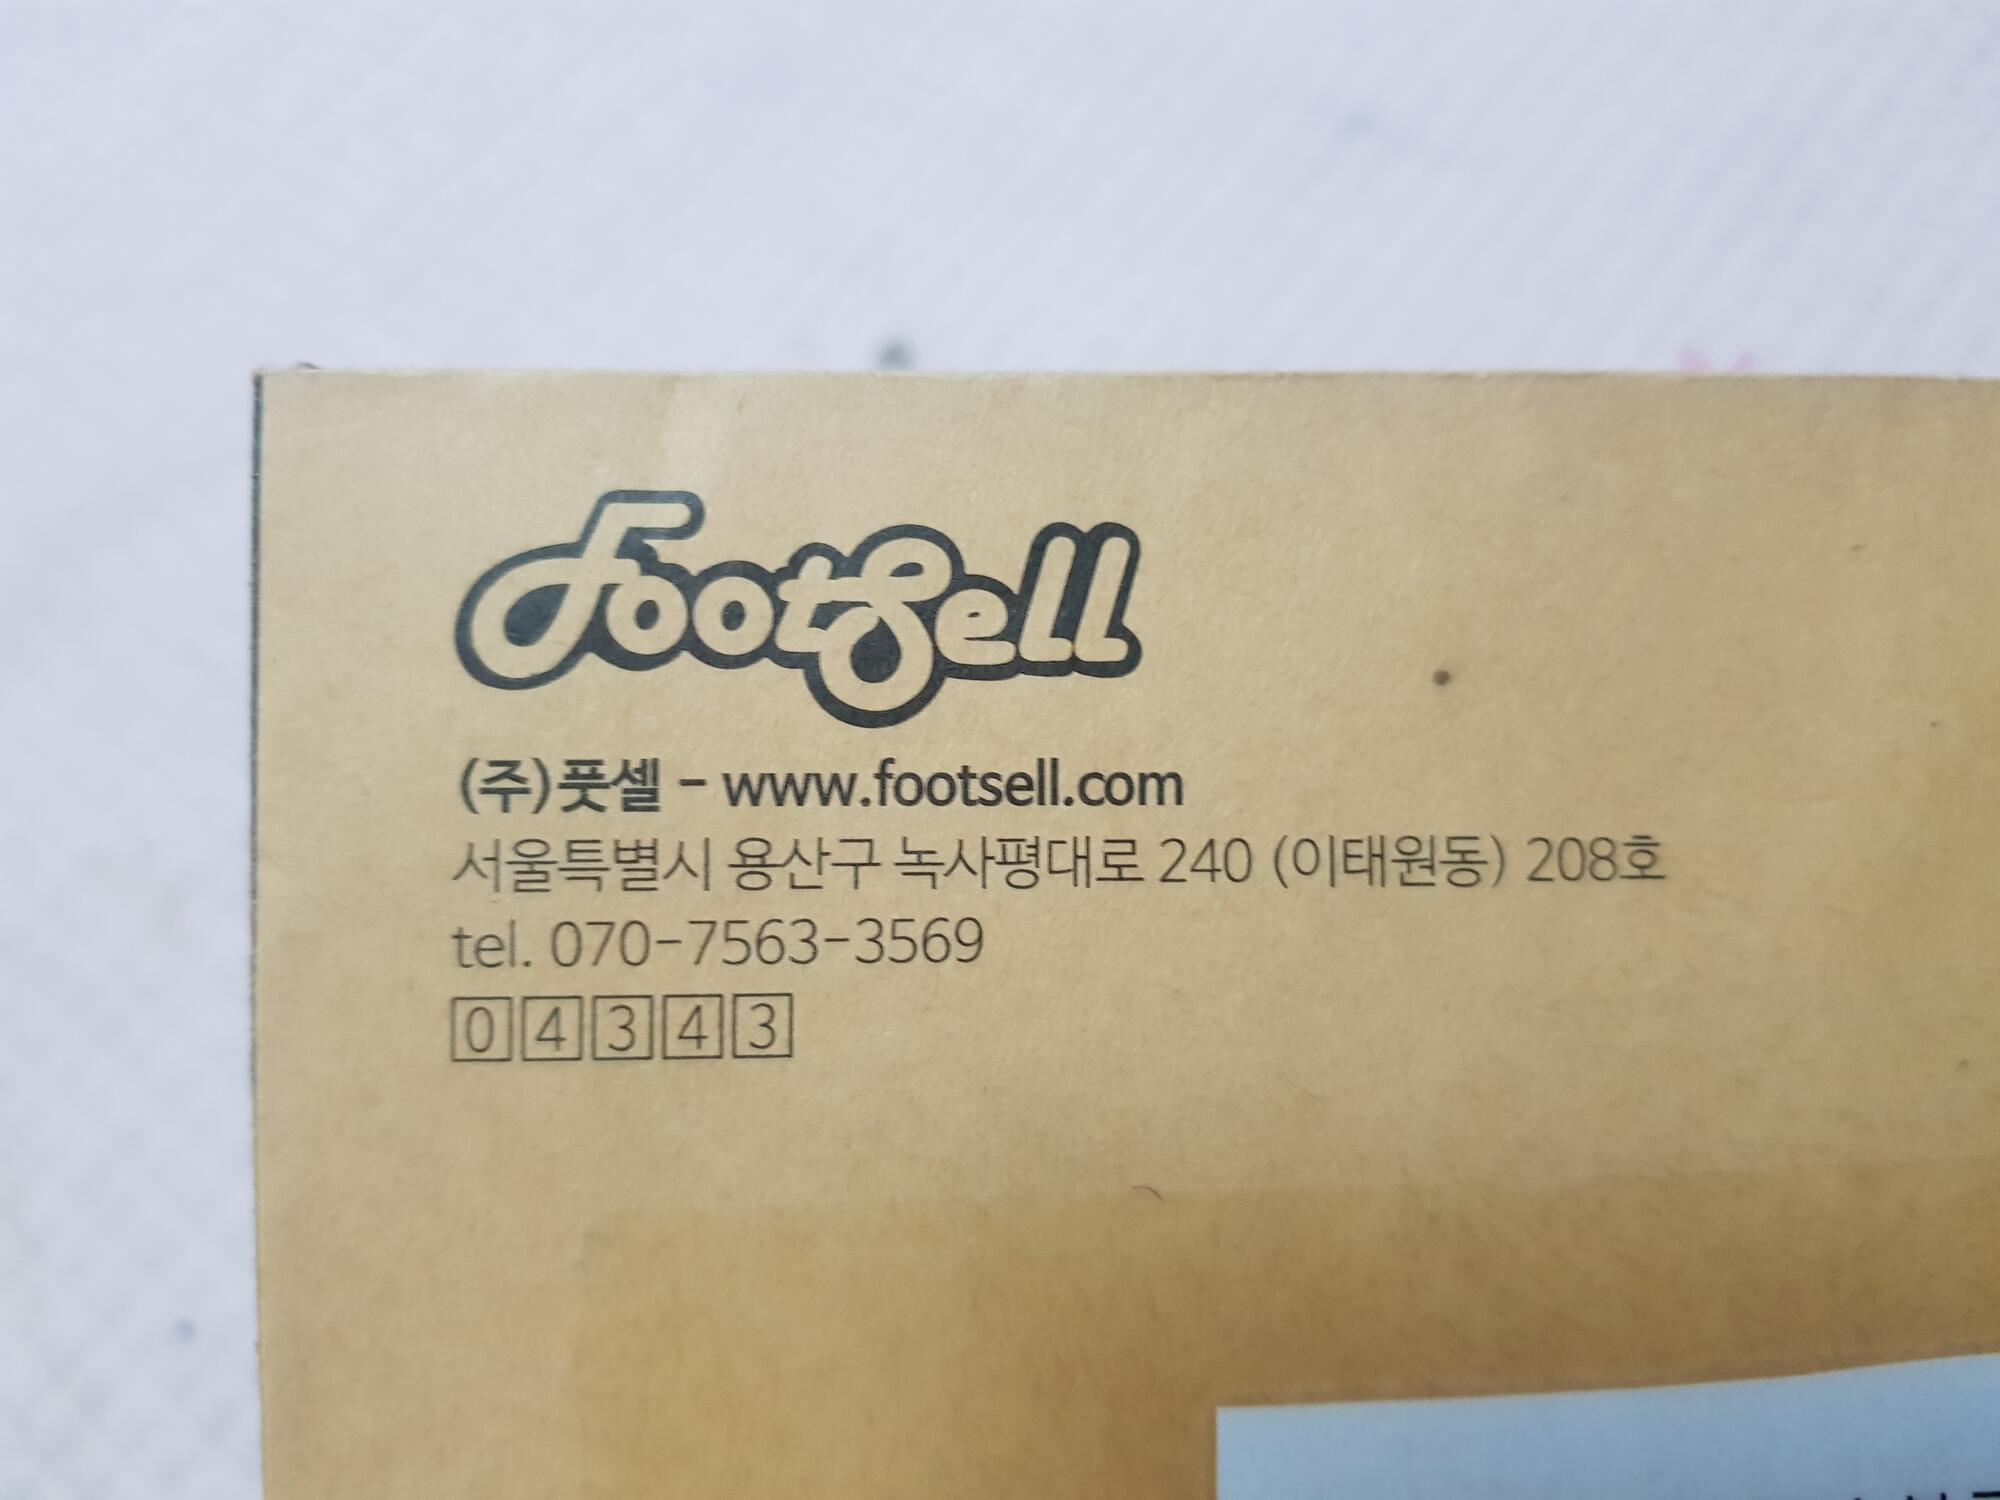 FootSell
(주)풋셀 - www.footsell.com
서울특별시 용산구 녹사평대로 240 (이태원동) 208호
tel. 070-7563-3569
04343